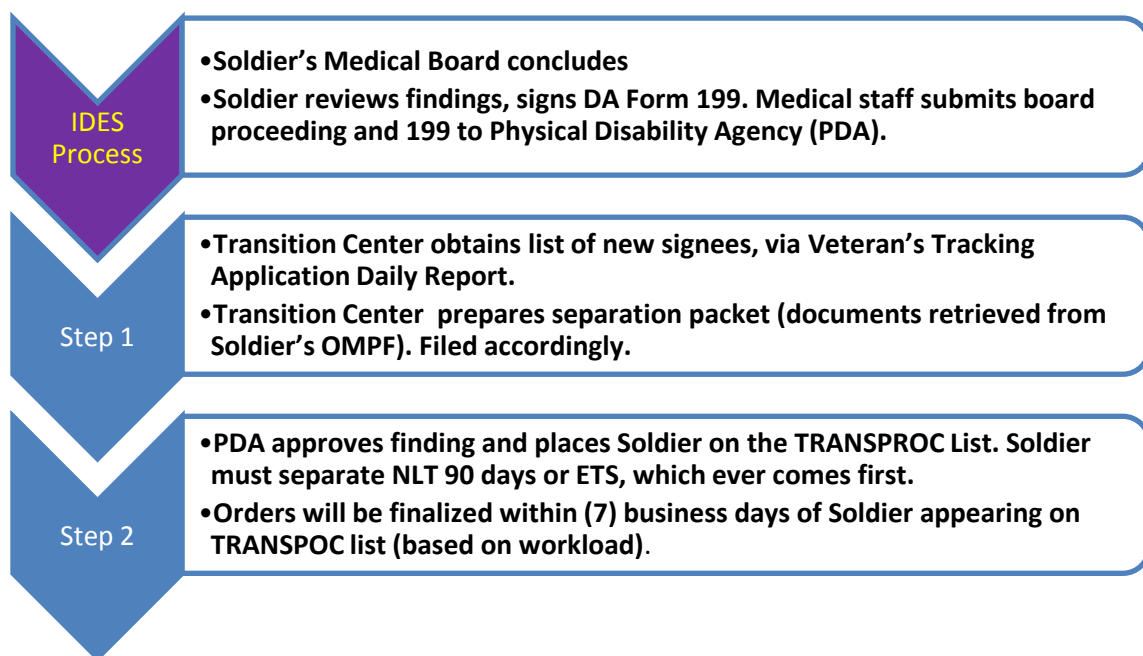 IDES
Process
•Soldier's Medical Board concludes
•Soldier reviews findings, signs DA Form 199. Medical staff submits board
proceeding and 199 to Physical Disability Agency (PDA).
Step 1
•Transition Center obtains list of new signees, via Veteran's Tracking
Application Daily Report.
•Transition Center  prepares separation packet (documents retrieved from
Soldier's OMPF). Filed accordingly.
Step 2
•PDA approves finding and places Soldier on the TRANSPROC List. Soldier
must separate NLT 90 days or ETS, which ever comes first.
•Orders will be finalized within (7) business days of Soldier appearing on
TRANSPOC list (based on workload).